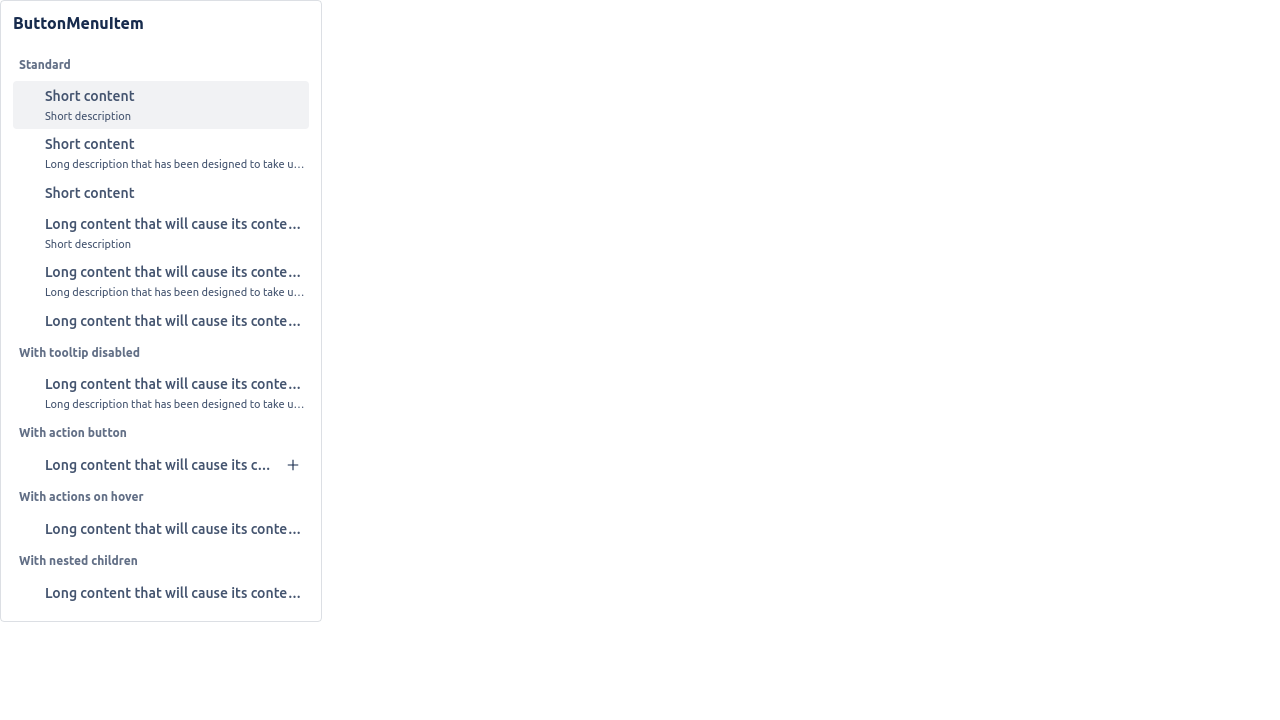 ButtonMenuItem
Standard
Short content
Short description
Short content
Long description that has been designed to take u…
Short content
Long content that will cause its conte…
Short description
Long content that will cause its conte…
Long description that has been designed to take u…
Long content that will cause its conte…
With tooltip disabled
Long content that will cause its conte…
Long description that has been designed to take u…
With action button
Long content that will cause its c…
With actions on hover
Long content that will cause its conte…
With nested children
Long content that will cause its conte…